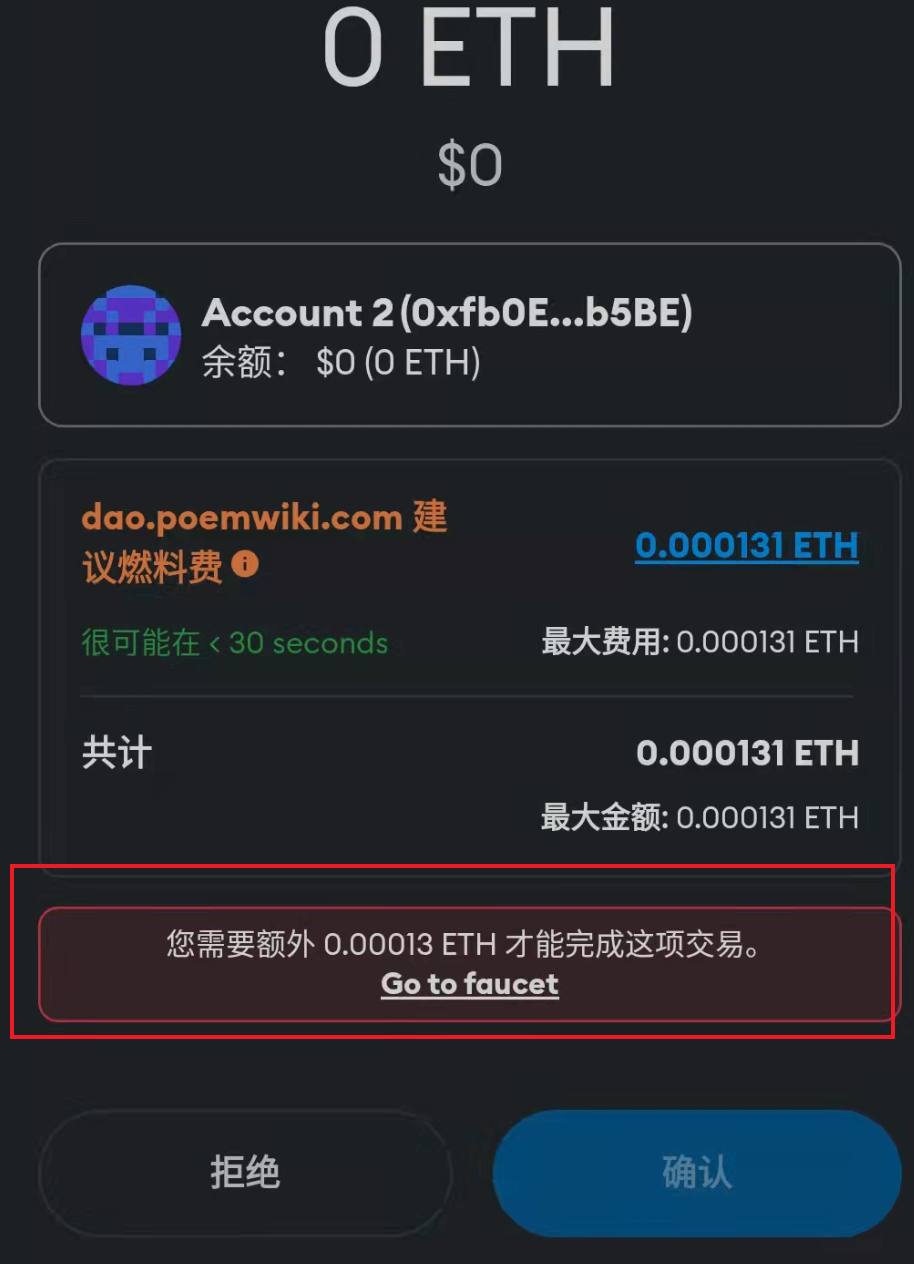 0 ETH
$0
Account 2 (0xfb0E...b5BE)
余额： $0 (0 ETH)
dao.poemwiki.com 建
议燃料费
0.000131 ETH
很可能在 < 30 seconds
最大费用: 0.000131 ETH
共计
0.000131 ETH
最大金额: 0.000131 ETH
您需要额外 0.00013 ETH 才能完成这项交易。
Go to faucet
拒绝
确认